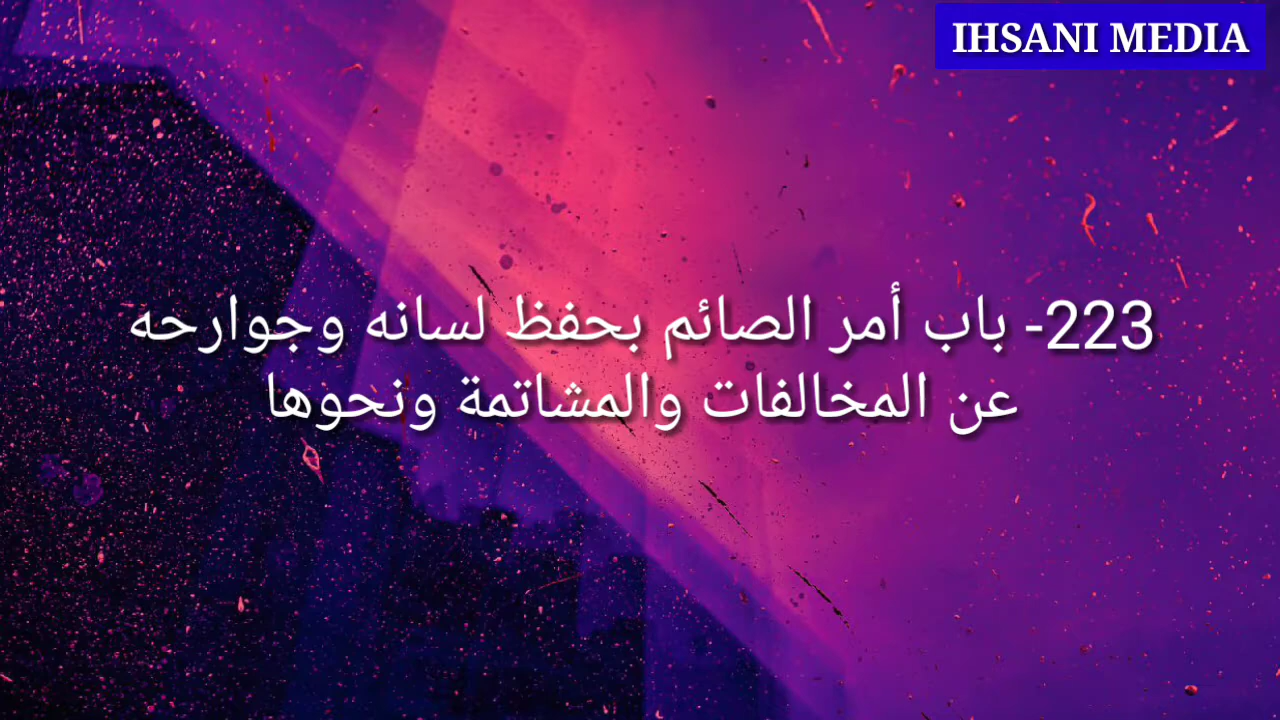 IHSANI MEDIA
223- باب أمر الصائم بحفظ لسانه وجوارحه
عن المخالفات والمشاتمة ونحوها